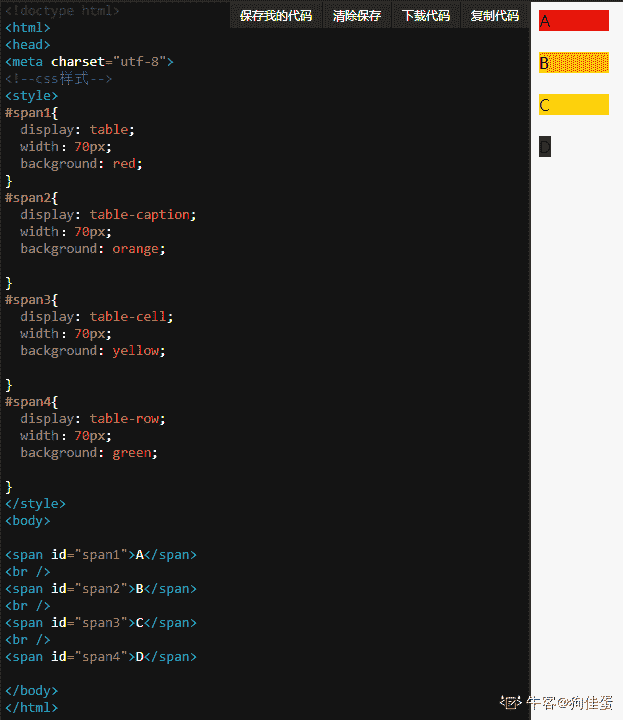 <!doctype html>
保存我的代码 清除保存 下载代码 复制代码
<html>
<head>
<meta charset="utf-8">
<!--css样式-->
<style>
#span1{
  display: table;
  width: 70px;
  background: red;
}
#span2{
  display: table-caption;
  width: 70px;
  background: orange;
}
#span3{
  display: table-cell;
  width: 70px;
  background: yellow;
}
#span4{
  display: table-row;
  width: 70px;
  background: green;
}
</style>
<body>
<span id="span1">A</span>
<br />
<span id="span2">B</span>
<br />
<span id="span3">C</span>
<br />
<span id="span4">D</span>
</body>
</html>
A
B
C
D
牛客@狗佳蛋